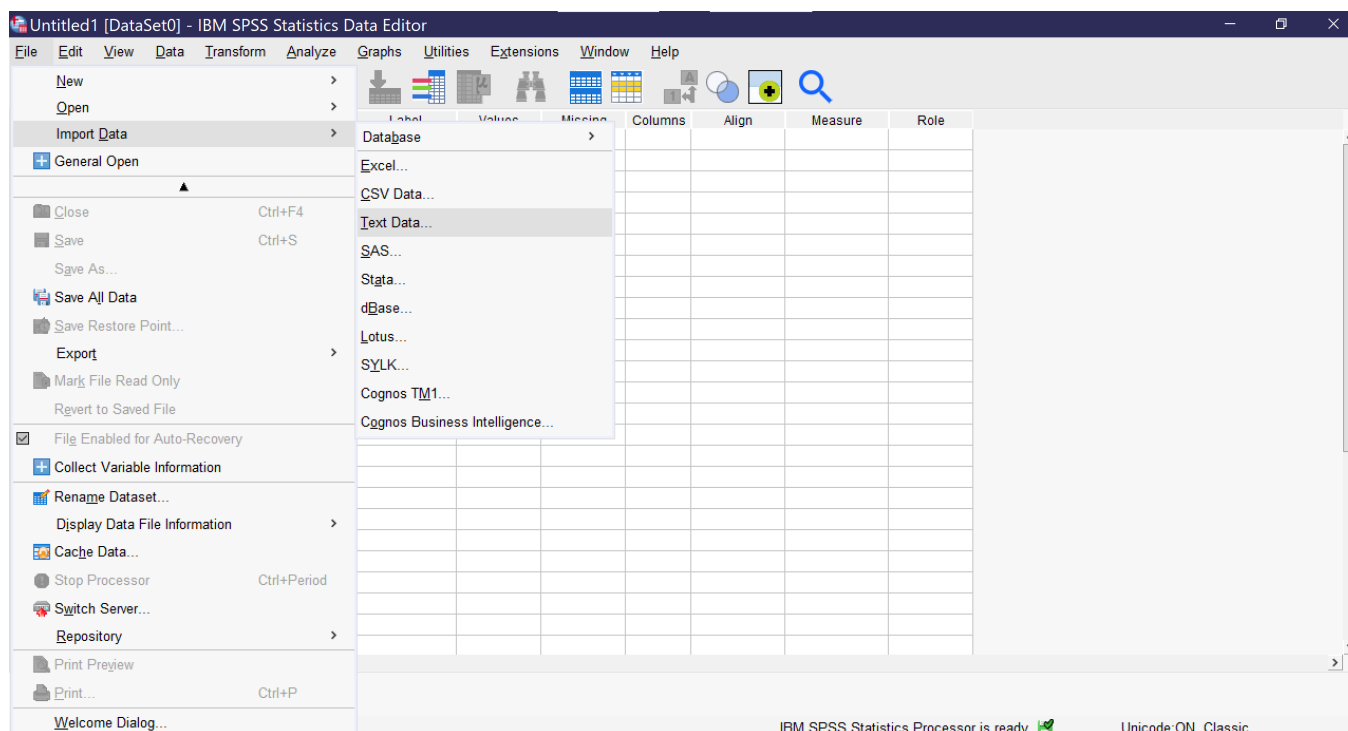 Untitled1 [DataSet0] - IBM SPSS Statistics Data Editor
File Edit View Data Transform Analyze Graphs Utilities Extensions Window Help
New
Open
Import Data
General Open
Close Ctrl+F4
Save Ctrl+S
Save As...
Save All Data
Save Restore Point...
Export
Mark File Read Only
Revert to Saved File
File Enabled for Auto-Recovery
Collect Variable Information
Rename Dataset...
Display Data File Information
Cache Data...
Stop Processor Ctrl+Period
Switch Server...
Repository
Print Preview
Print... Ctrl+P
Welcome Dialog...
Label Values Missing Columns Align Measure Role
Database
Excel...
CSV Data...
Text Data...
SAS...
Stata...
dBase...
Lotus...
SYLK...
Cognos TM1...
Cognos Business Intelligence...
IBM SPSS Statistics Processor is ready Unicode:ON Classic